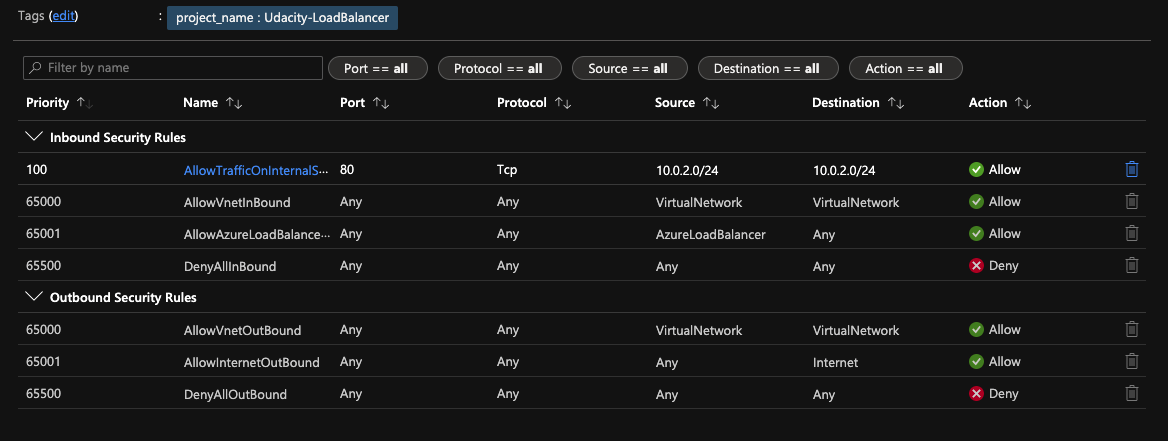 Tags (edit) : project_name : Udacity-LoadBalancer
Filter by name Port == all Protocol == all Source == all Destination == all Action == all
Priority Name Port Protocol Source Destination Action
Inbound Security Rules
100 AllowTrafficOnInternalS... 80 Tcp 10.0.2.0/24 10.0.2.0/24 Allow
65000 AllowVnetInBound Any Any VirtualNetwork VirtualNetwork Allow
65001 AllowAzureLoadBalance... Any Any AzureLoadBalancer Any Allow
65500 DenyAllInBound Any Any Any Any Deny
Outbound Security Rules
65000 AllowVnetOutBound Any Any VirtualNetwork VirtualNetwork Allow
65001 AllowInternetOutBound Any Any Any Internet Allow
65500 DenyAllOutBound Any Any Any Any Deny